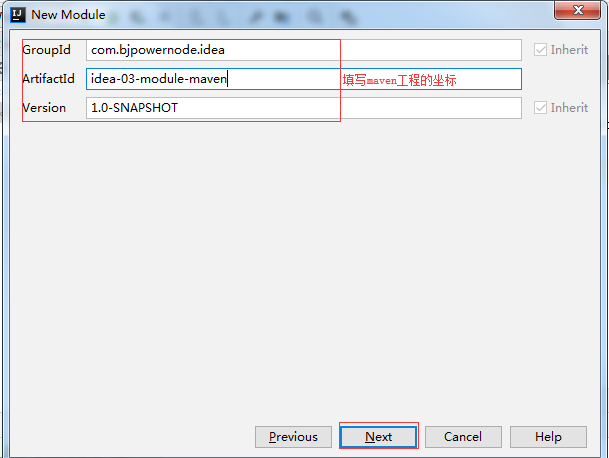 New Module
GroupId com.bjpowernode.idea Inherit
ArtifactId idea-03-module-maven 填写maven工程的坐标
Version 1.0-SNAPSHOT Inherit
Previous Next Cancel Help